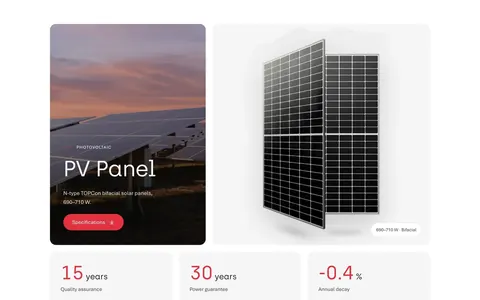 PHOTOVOLTAIC
PV Panel
N-type TOPCon bifacial solar panels,
690–710 W.
Specifications
690–710 W · Bifacial
15 years
Quality assurance
30 years
Power guarantee
-0.4 %
Annual decay